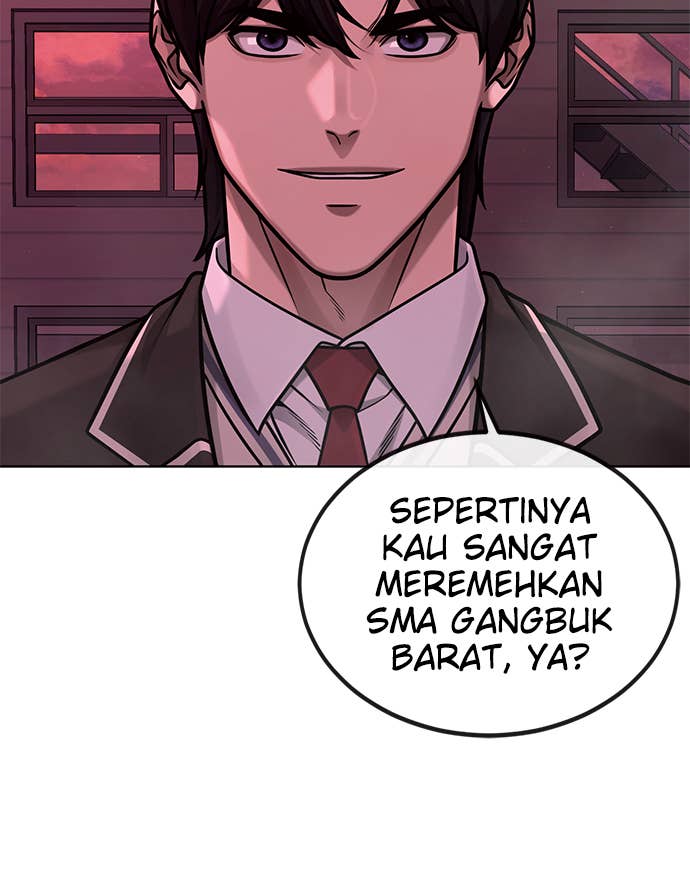 SEPERTINYA
KAU SANGAT
MEREMEHKAN
SMA GANGBUK
BARAT, YA?